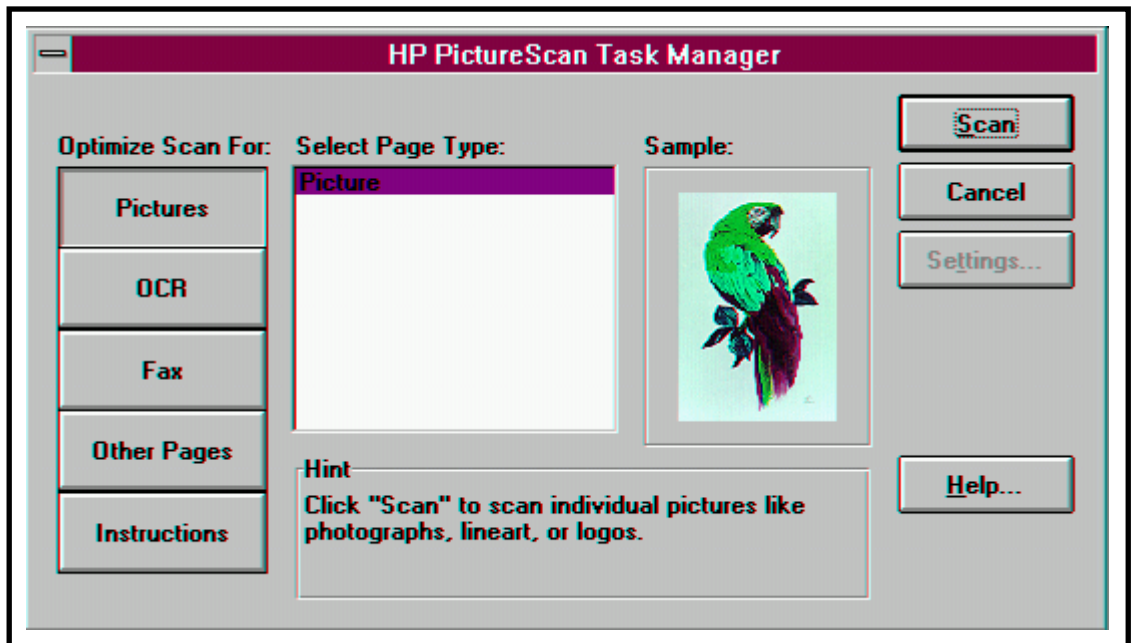 HP PictureScan Task Manager
Optimize Scan For:
Pictures
OCR
Fax
Other Pages
Instructions
Select Page Type:
Picture
Sample:
Scan
Cancel
Settings...
Help...
Hint
Click "Scan" to scan individual pictures like
photographs, lineart, or logos.